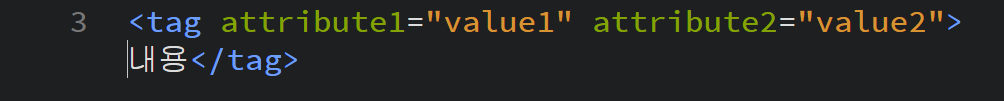 3 <tag attribute1="value1" attribute2="value2">
내용</tag>